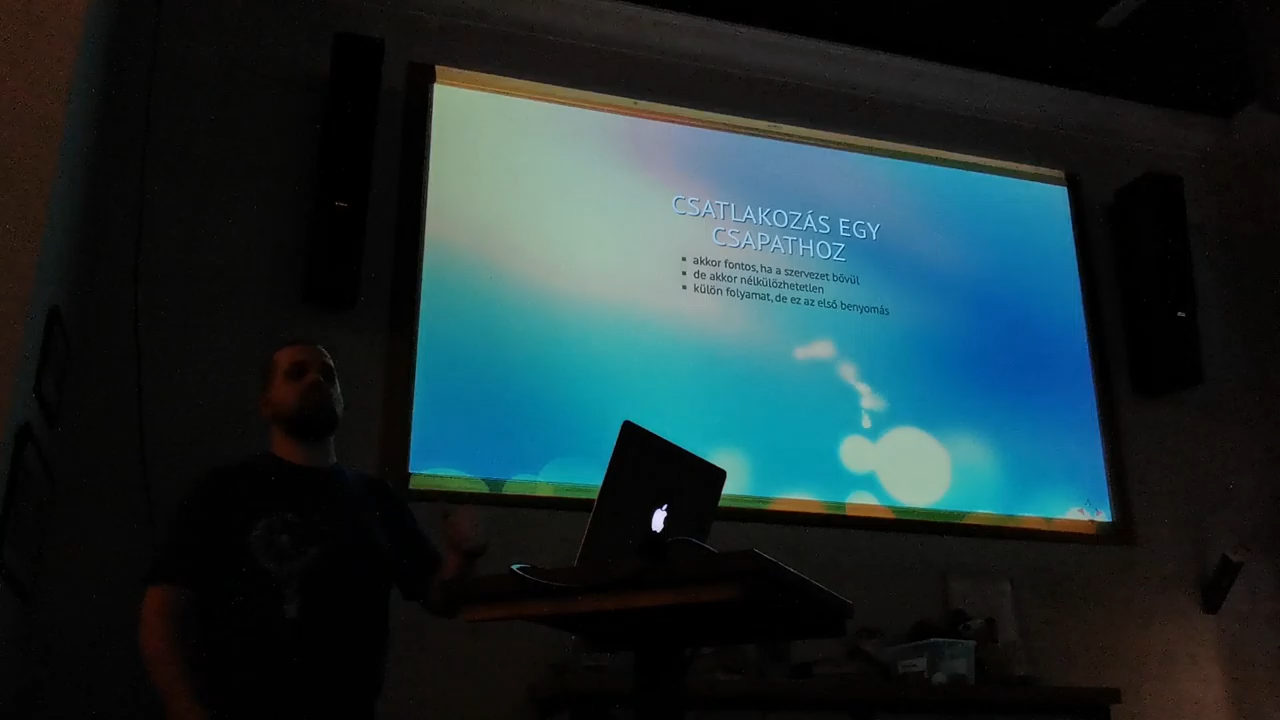 CSATLAKOZÁS EGY
CSAPATHOZ
▪ akkor fontos, ha a szervezet bővül
▪ de akkor nélkülözhetetlen
▪ külön folyamat, de ez az első benyomás